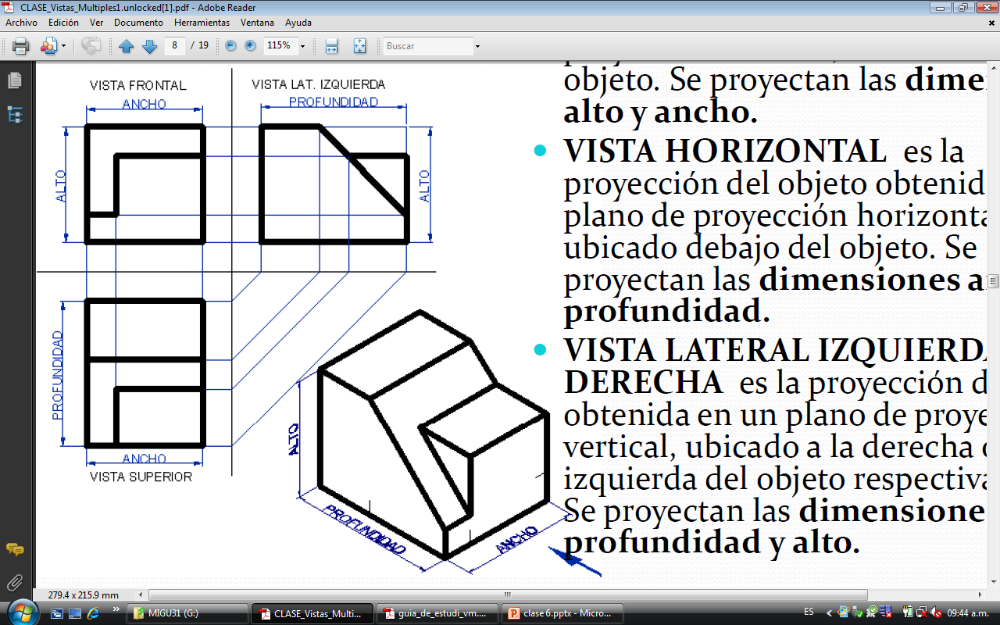 CLASE_Vistas_Multiples1.unlocked[1].pdf - Adobe Reader
Archivo Edición Ver Documento Herramientas Ventana Ayuda
8 / 19 115% Buscar
VISTA FRONTAL
ANCHO
ALTO
VISTA LAT. IZQUIERDA
PROFUNDIDAD
ALTO
PROFUNDIDAD
ANCHO
VISTA SUPERIOR
ALTO
PROFUNDIDAD
ANCHO
objeto. Se proyectan las dime
alto y ancho.
VISTA HORIZONTAL es la
proyección del objeto obtenid
plano de proyección horizonta
ubicado debajo del objeto. Se
proyectan las dimensiones a
profundidad.
VISTA LATERAL IZQUIERDA
DERECHA es la proyección d
obtenida en un plano de proye
vertical, ubicado a la derecha
izquierda del objeto respectiva
Se proyectan las dimensione
profundidad y alto.
279.4 x 215.9 mm
MIGU31 (G:) CLASE_Vistas_Multi... guia_de_estudi_vm.... clase 6.pptx - Micro... ES 09:44 a.m.